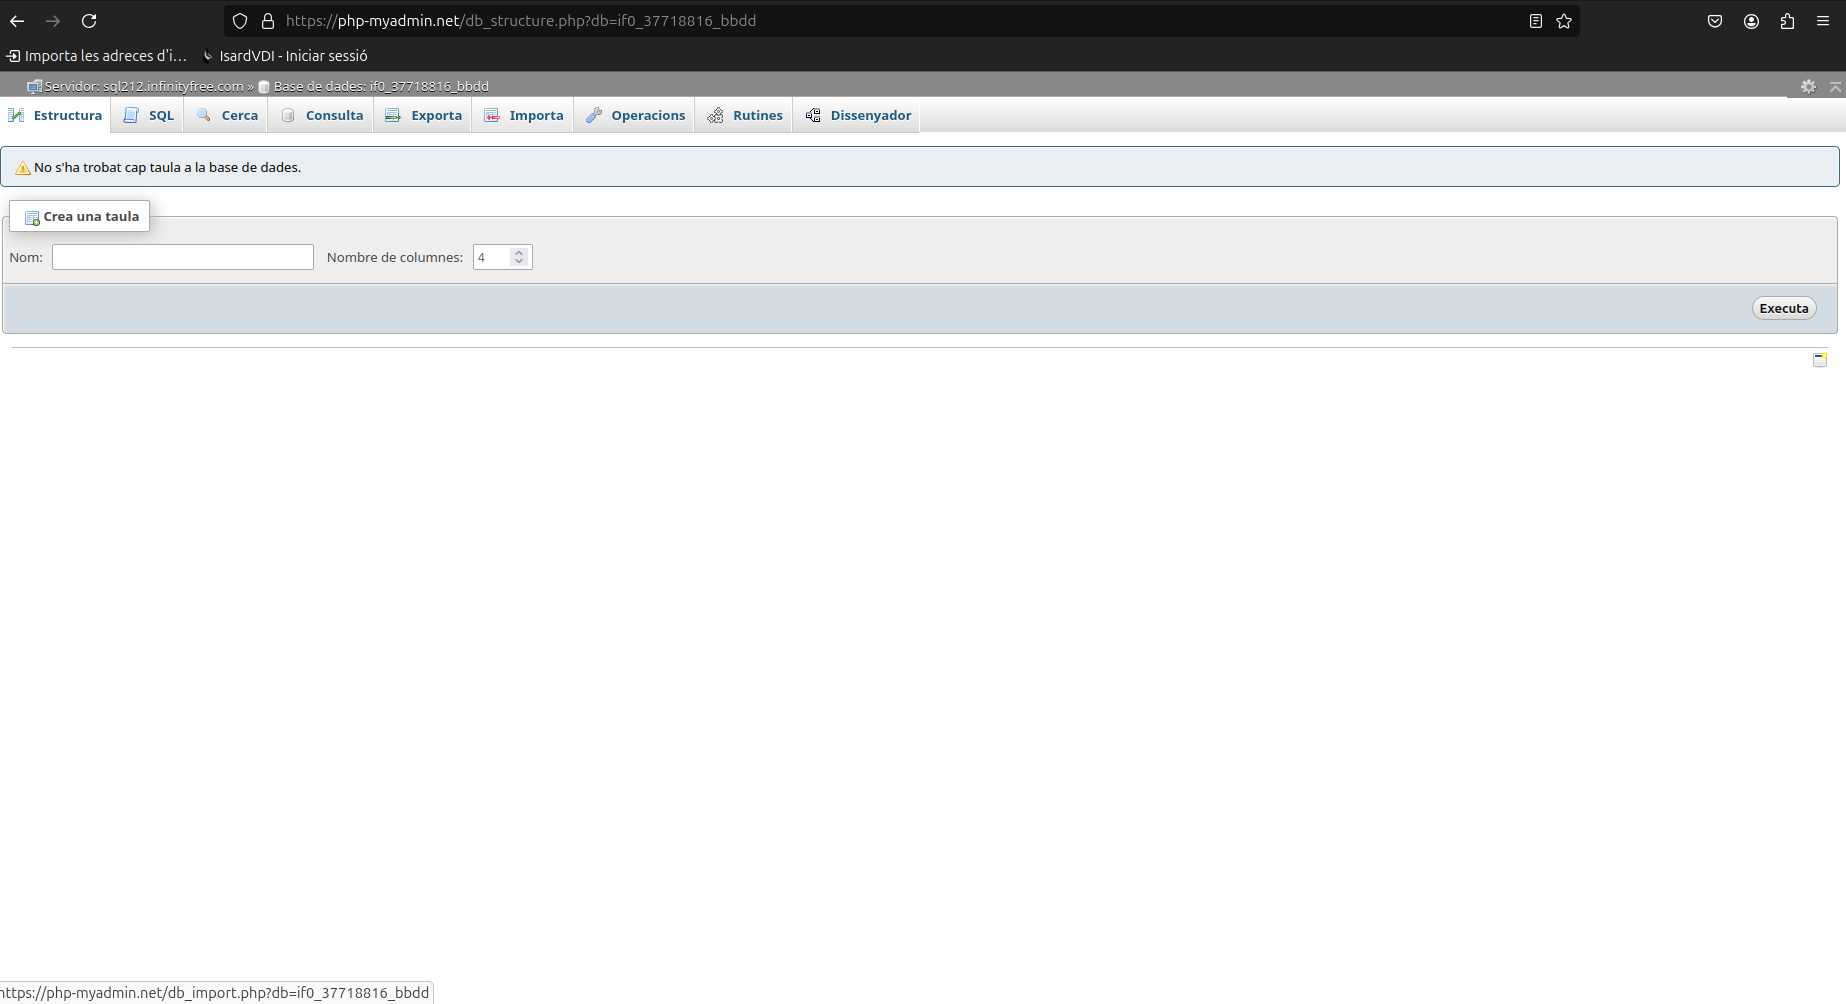 https://php-myadmin.net/db_structure.php?db=if0_37718816_bbdd
Importa les adreces d'i… IsardVDI - Iniciar sessió
Servidor: sql212.infinityfree.com » Base de dades: if0_37718816_bbdd
Estructura SQL Cerca Consulta Exporta Importa Operacions Rutines Dissenyador
No s'ha trobat cap taula a la base de dades.
Crea una taula
Nom: Nombre de columnes: 4
Executa
https://php-myadmin.net/db_import.php?db=if0_37718816_bbdd